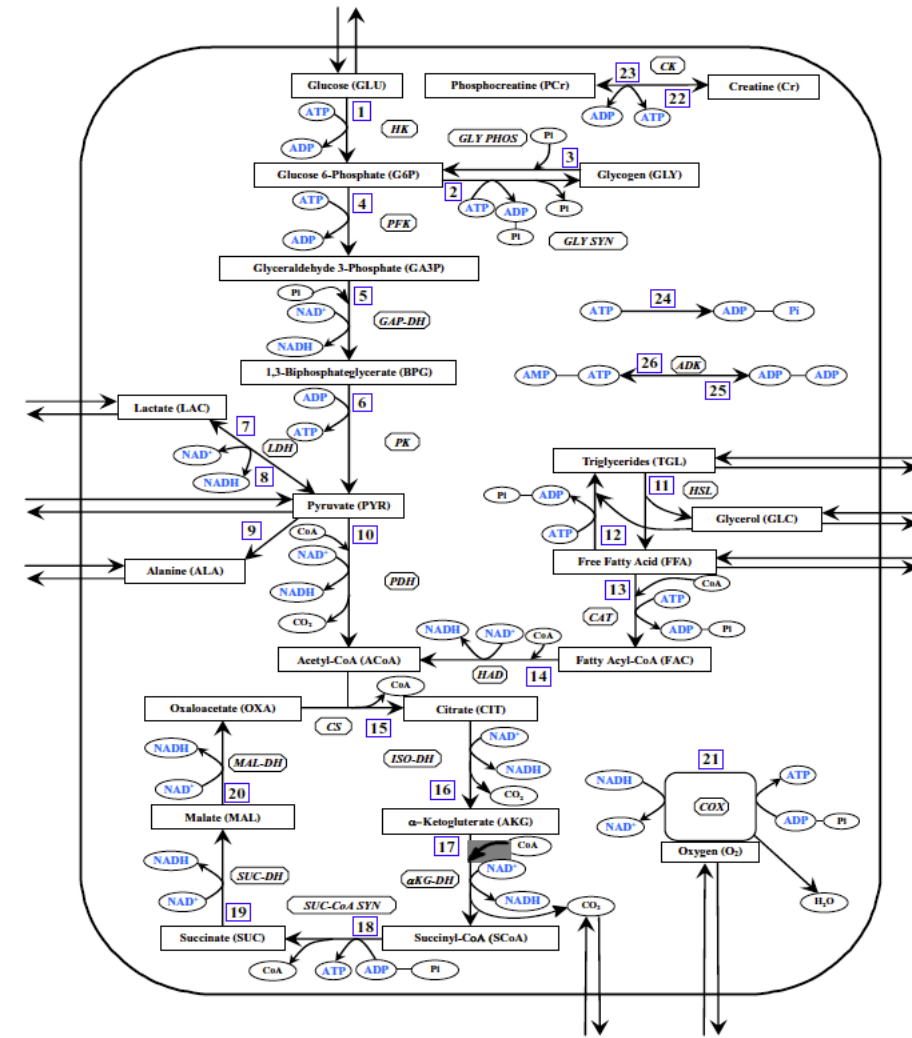 Glucose (GLU)
1
ATP
HK
ADP
Phosphocreatine (PCr)
23
CK
22
Creatine (Cr)
ADP
ATP
GLY PHOS
Pi
3
Glucose 6-Phosphate (G6P)
2
Glycogen (GLY)
ATP
ADP
Pi
Pi
GLY SYN
4
ATP
PFK
ADP
Glyceraldehyde 3-Phosphate (GA3P)
Pi
5
NAD+
GAP-DH
NADH
ATP
24
ADP
Pi
1,3-Biphosphateglycerate (BPG)
AMP
ATP
26
ADK
25
ADP
ADP
ADP
6
ATP
PK
Lactate (LAC)
7
NAD+
LDH
NADH
8
Pyruvate (PYR)
9
Alanine (ALA)
CoA
10
NAD+
NADH
PDH
CO2
Triglycerides (TGL)
11
HSL
Pi
ADP
ATP
12
Glycerol (GLC)
Free Fatty Acid (FFA)
13
CoA
ATP
CAT
ADP
Pi
Acetyl-CoA (ACoA)
NADH
NAD+
CoA
HAD
14
Fatty Acyl-CoA (FAC)
Oxaloacetate (OXA)
CoA
CS
15
Citrate (CIT)
NADH
MAL-DH
NAD+
20
ISO-DH
NAD+
NADH
16
CO2
Malate (MAL)
α-Ketogluterate (AKG)
17
CoA
NAD+
αKG-DH
NADH
CO2
NADH
SUC-DH
NAD+
19
SUC-CoA SYN
18
Succinate (SUC)
Succinyl-CoA (SCoA)
CoA
ATP
ADP
Pi
21
NADH
COX
ATP
NAD+
ADP
Pi
Oxygen (O2)
H2O